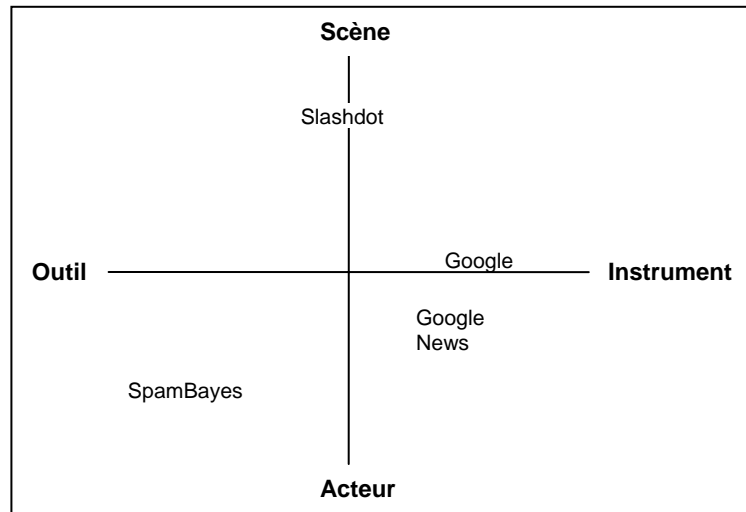 Scène
Slashdot
Google
Outil
Instrument
Google
News
SpamBayes
Acteur